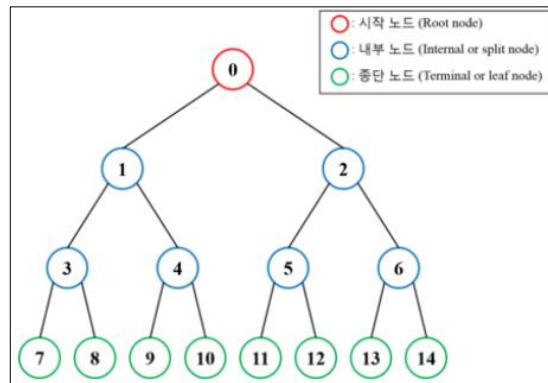 : 시작 노드 (Root node)
: 내부 노드 (Internal or split node)
: 종단 노드 (Terminal or leaf node)
0
1 2
3 4 5 6
7 8 9 10 11 12 13 14